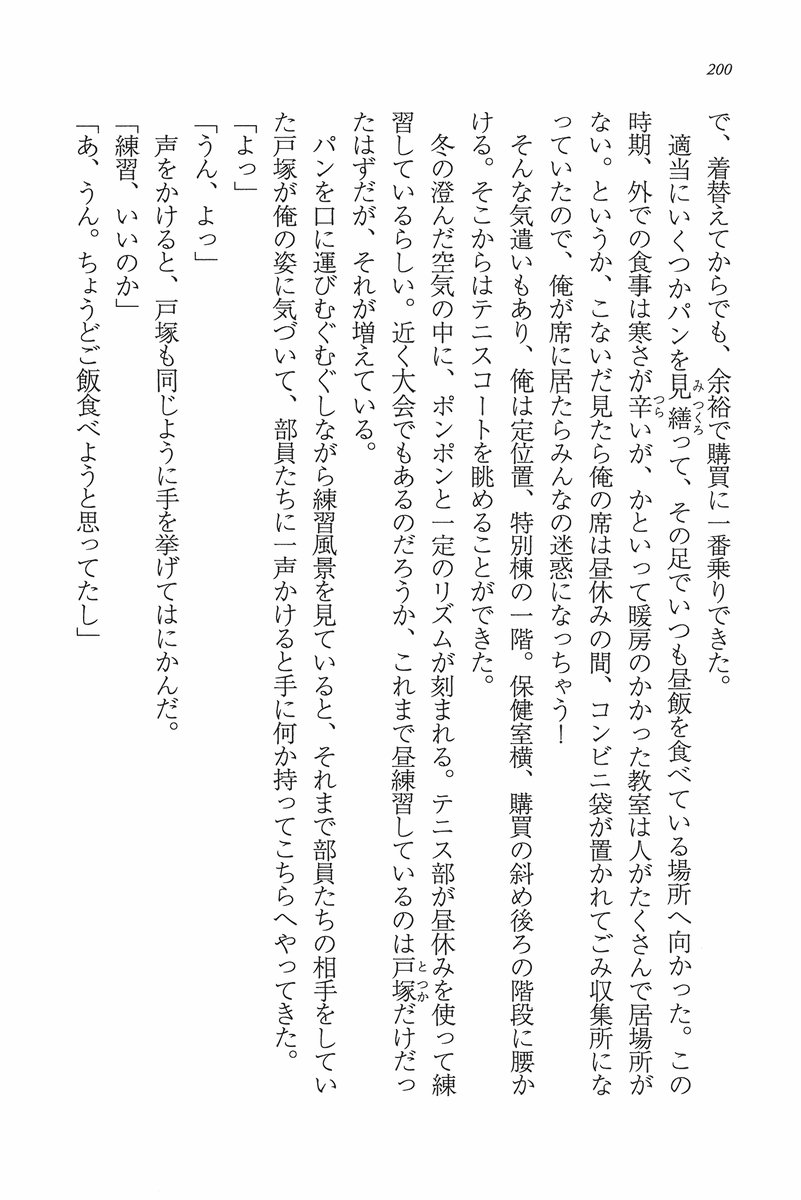 200
で、着替えてからでも、余裕で購買に一番乗りできた。
適当にいくつかパンを見繕って、その足でいつも昼飯を食べている場所へ向かった。この
みつくろ
時期、外での食事は寒さが辛いが、かといって暖房のかかった教室は人がたくさんで居場所が
つら
ない。というか、こないだ見たら俺の席は昼休みの間、コンビニ袋が置かれてごみ収集所にな
っていたので、俺が席に居たらみんなの迷惑になっちゃう！
そんな気遣いもあり、俺は定位置、特別棟の一階。保健室横、購買の斜め後ろの階段に腰か
ける。そこからはテニスコートを眺めることができた。
冬の澄んだ空気の中に、ポンポンと一定のリズムが刻まれる。テニス部が昼休みを使って練
習しているらしい。近く大会でもあるのだろうか、これまで昼練習しているのは戸塚だけだっ
とつか
たはずだが、それが増えている。
パンを口に運びむぐむぐしながら練習風景を見ていると、それまで部員たちの相手をしてい
た戸塚が俺の姿に気づいて、部員たちに一声かけると手に何か持ってこちらへやってきた。
「よっ」
「うん、よっ」
声をかけると、戸塚も同じように手を挙げてはにかんだ。
「練習、いいのか」
「あ、うん。ちょうどご飯食べようと思ってたし」